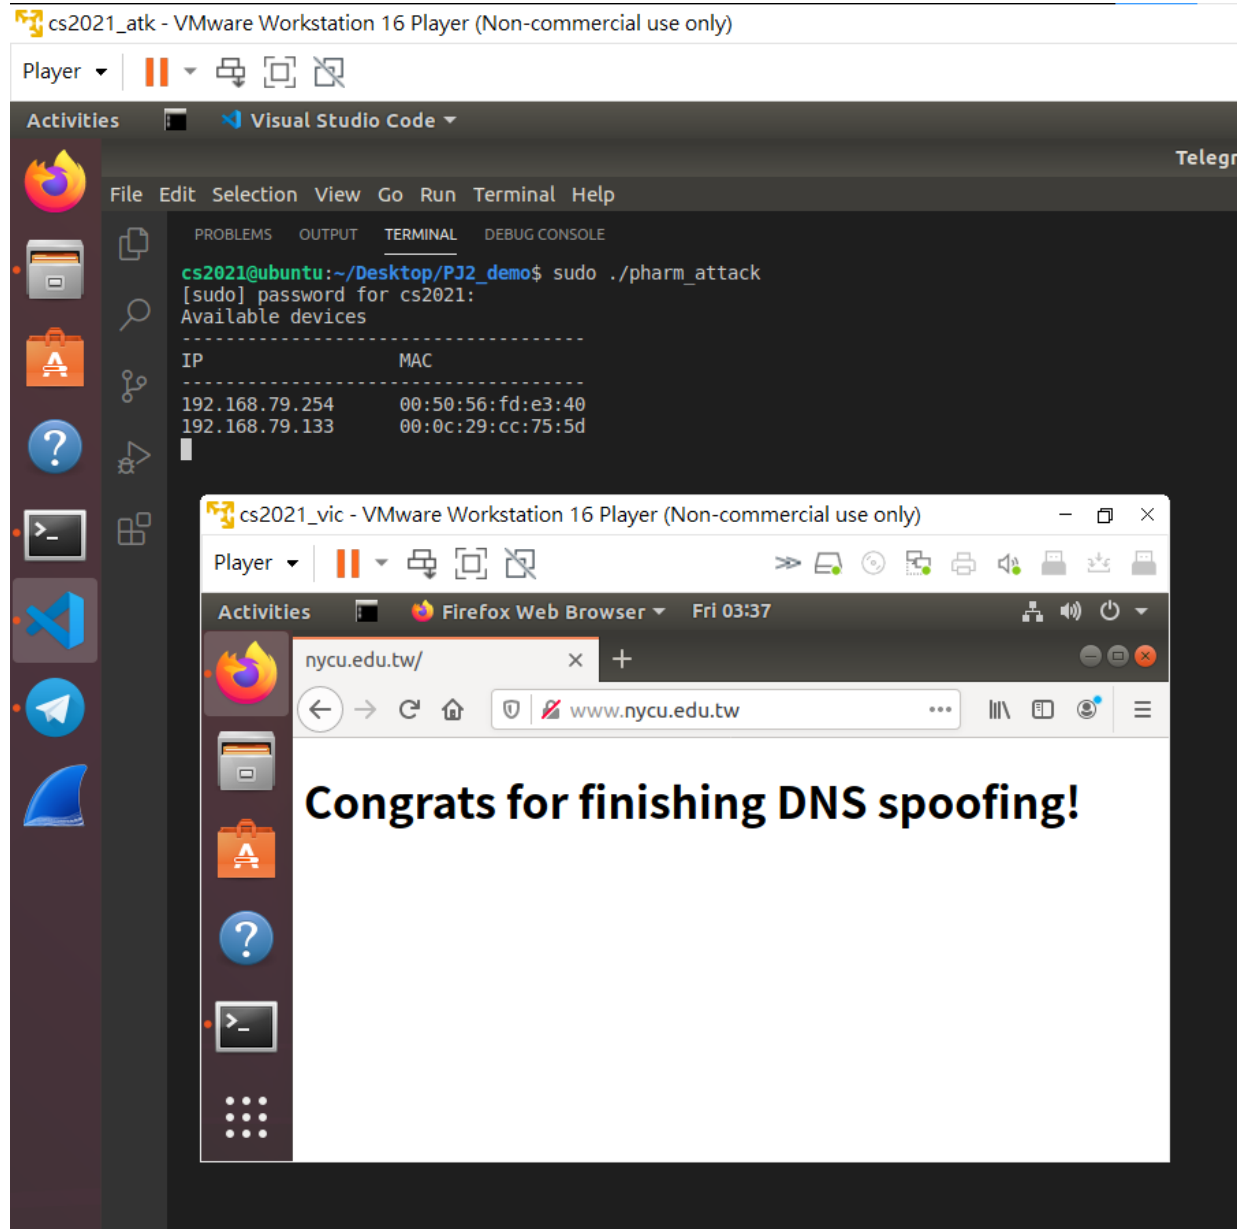 cs2021_atk - VMware Workstation 16 Player (Non-commercial use only)
Player
Activities Visual Studio Code
Telegr
File Edit Selection View Go Run Terminal Help
PROBLEMS OUTPUT TERMINAL DEBUG CONSOLE
cs2021@ubuntu:~/Desktop/PJ2_demo$ sudo ./pharm_attack
[sudo] password for cs2021:
Available devices
-------------------------------------
IP MAC
-------------------------------------
192.168.79.254 00:50:56:fd:e3:40
192.168.79.133 00:0c:29:cc:75:5d
cs2021_vic - VMware Workstation 16 Player (Non-commercial use only)
Player
Activities Firefox Web Browser Fri 03:37
nycu.edu.tw/
www.nycu.edu.tw
Congrats for finishing DNS spoofing!